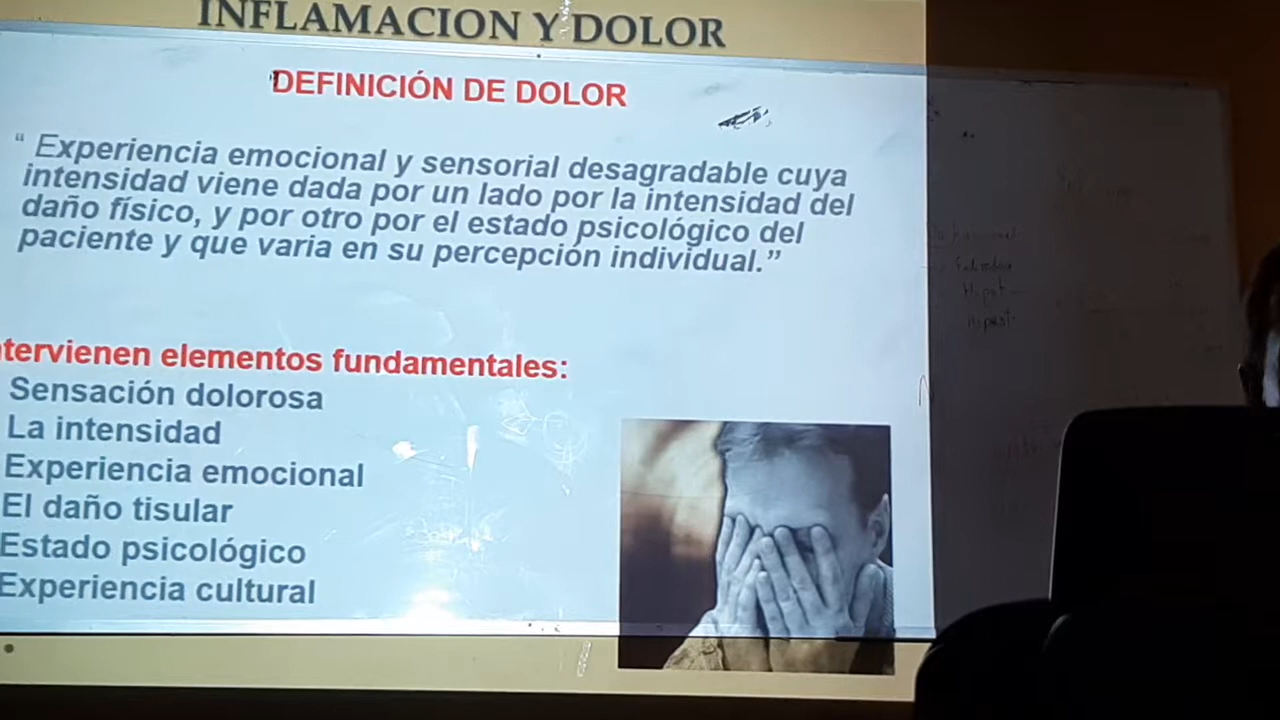 INFLAMACION Y DOLOR
DEFINICIÓN DE DOLOR
“ Experiencia emocional y sensorial desagradable cuya
intensidad viene dada por un lado por la intensidad del
daño físico, y por otro por el estado psicológico del
paciente y que varia en su percepción individual.”
tervienen elementos fundamentales:
Sensación dolorosa
La intensidad
Experiencia emocional
El daño tisular
Estado psicológico
Experiencia cultural